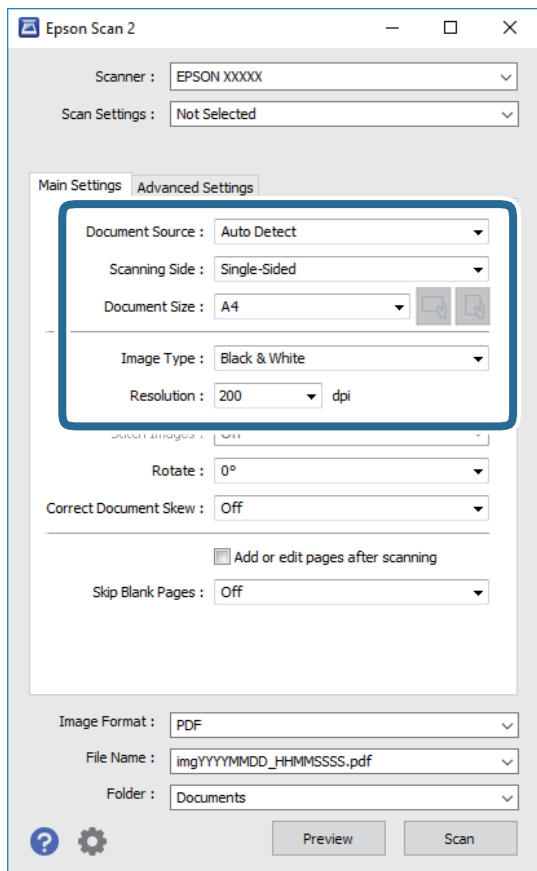 Epson Scan 2
Scanner : EPSON XXXXX
Scan Settings : Not Selected
Main Settings Advanced Settings
Document Source : Auto Detect
Scanning Side : Single-Sided
Document Size : A4
Image Type : Black & White
Resolution : 200 dpi
Stitch Images : Off
Rotate : 0°
Correct Document Skew : Off
Add or edit pages after scanning
Skip Blank Pages : Off
Image Format : PDF
File Name : imgYYYYMMDD_HHMMSSSS.pdf
Folder : Documents
? Preview Scan